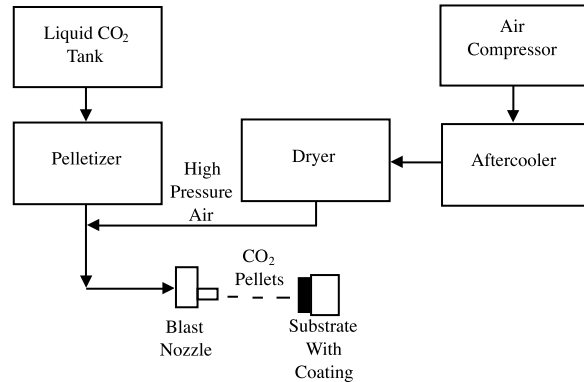 Liquid CO₂
Tank
Air
Compressor
Pelletizer
High
Pressure
Air
Dryer
Aftercooler
CO₂
Pellets
Blast
Nozzle
Substrate
With
Coating